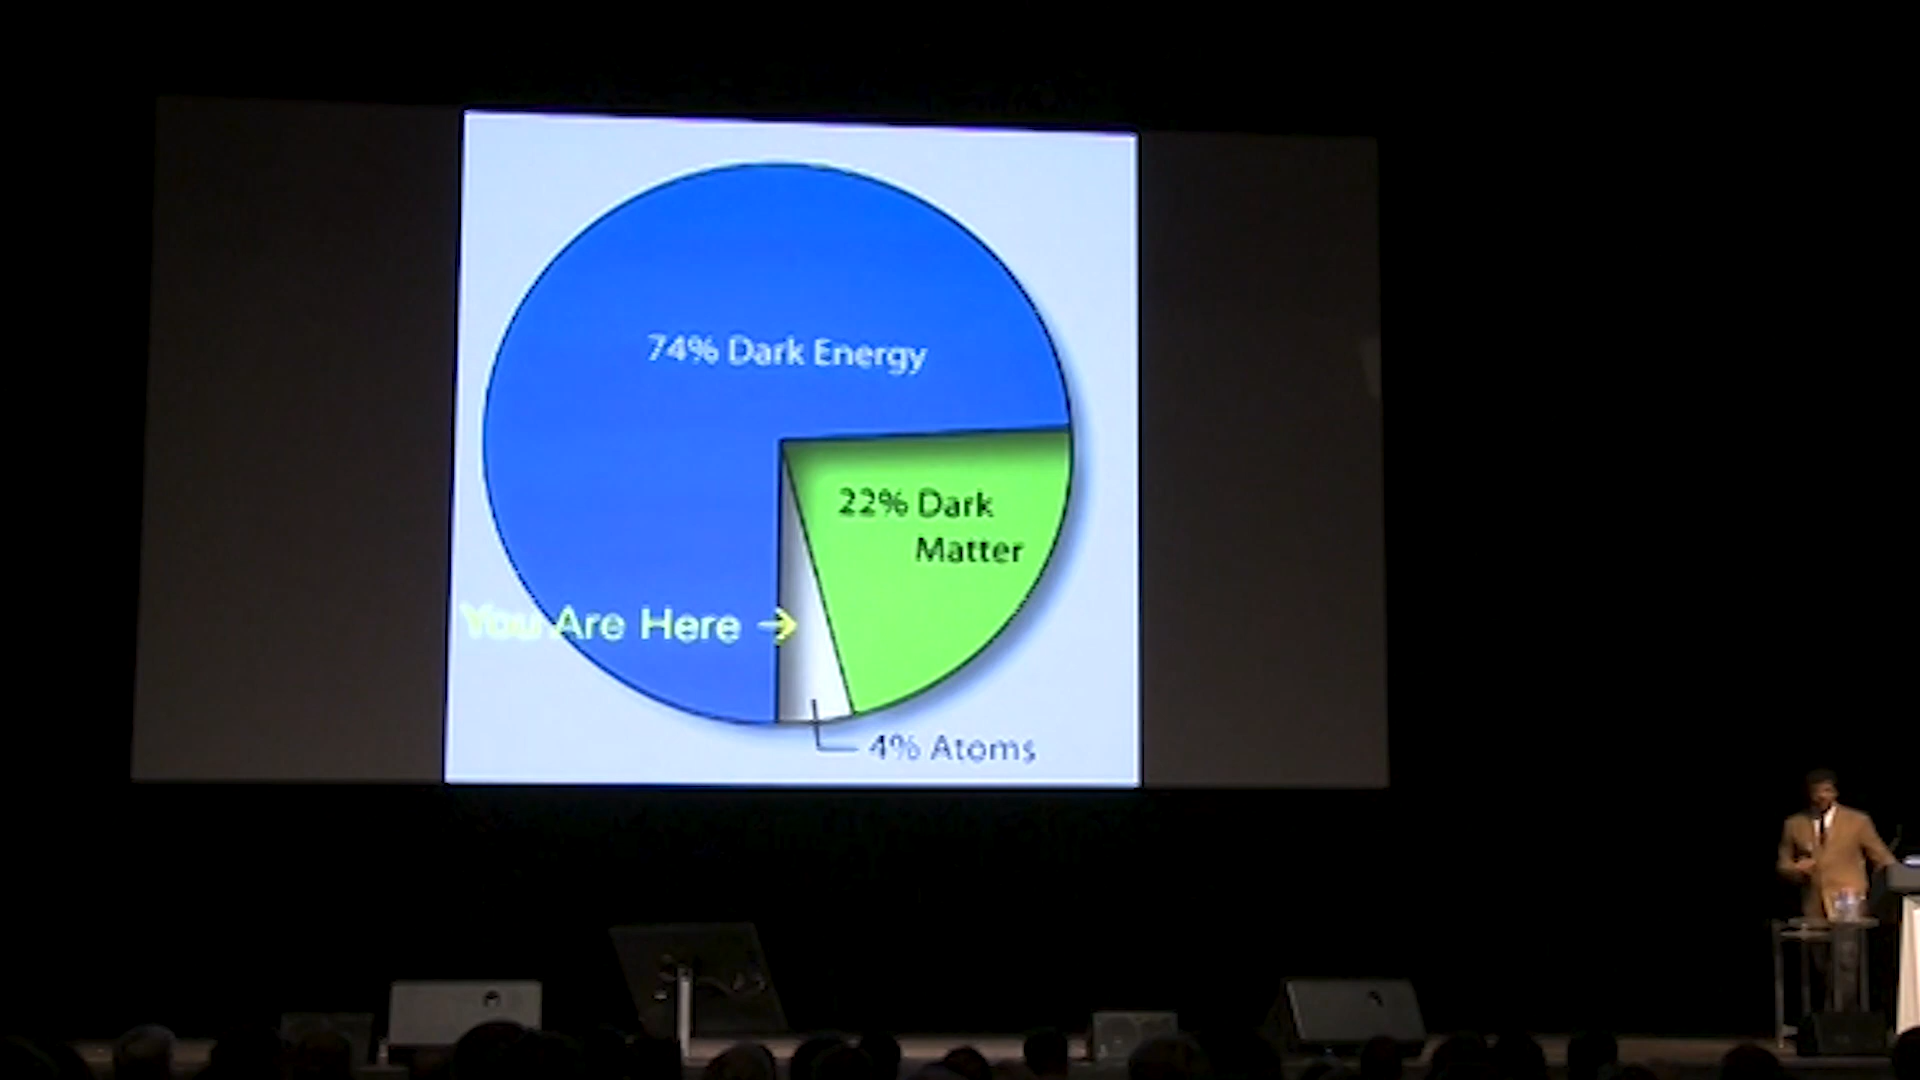 74% Dark Energy
22% Dark
Matter
You Are Here →
4% Atoms